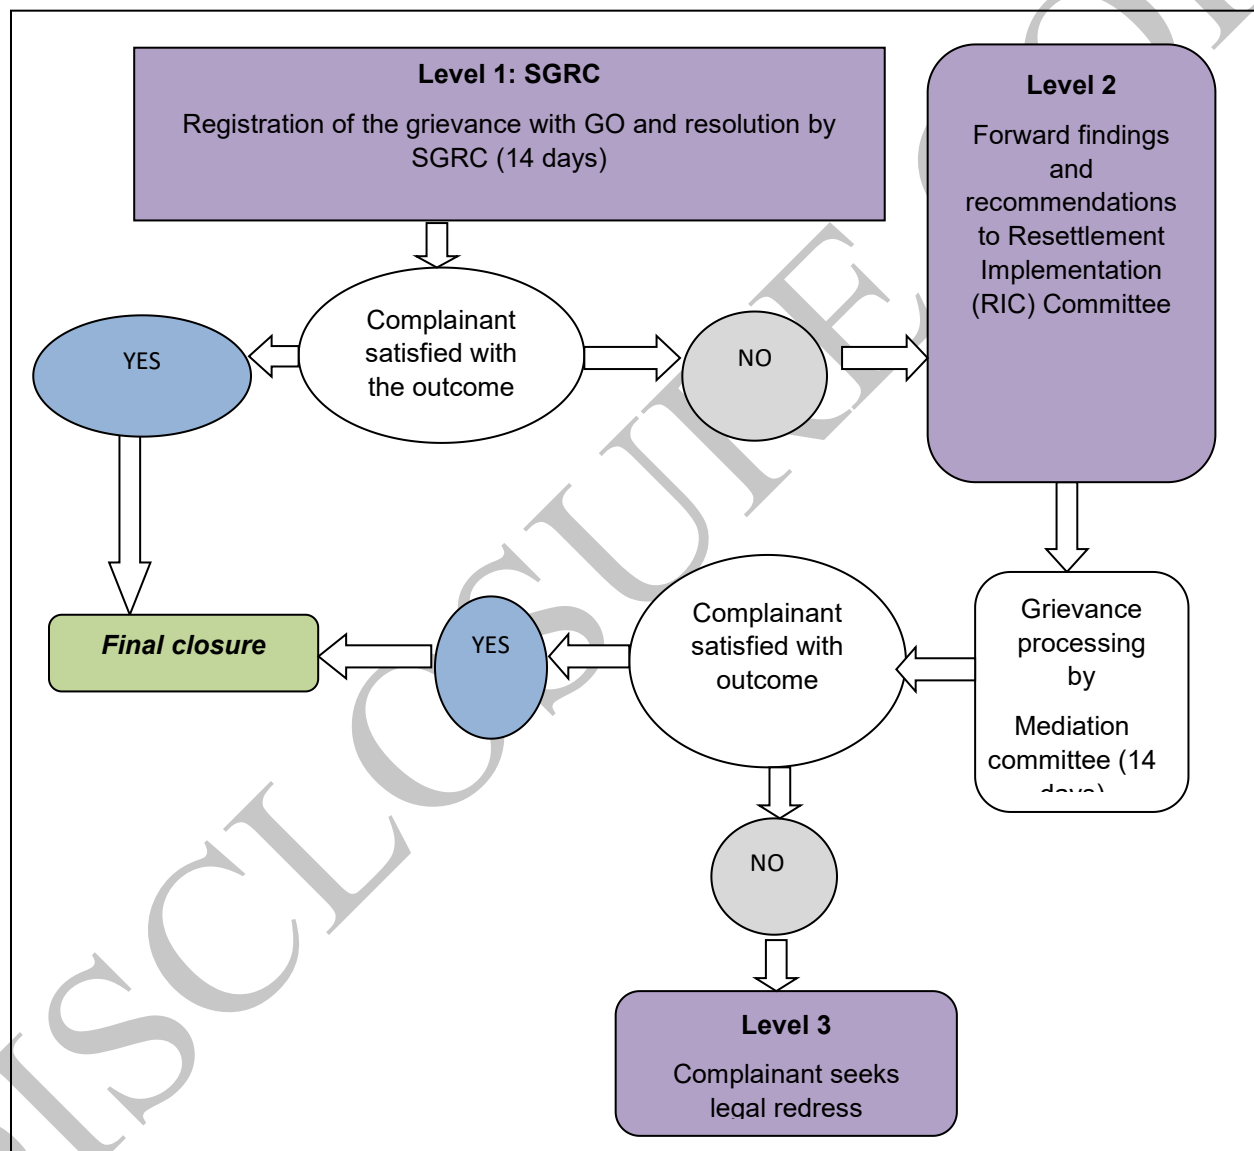 Level 1: SGRC
Registration of the grievance with GO and resolution by
SGRC (14 days)
Level 2
Forward findings
and
recommendations
to Resettlement
Implementation
(RIC) Committee
Complainant
satisfied with
the outcome
YES
NO
Grievance
processing
by
Mediation
committee (14
days)
Complainant
satisfied with
outcome
YES
Final closure
NO
Level 3
Complainant seeks
legal redress
DISCLOSURE